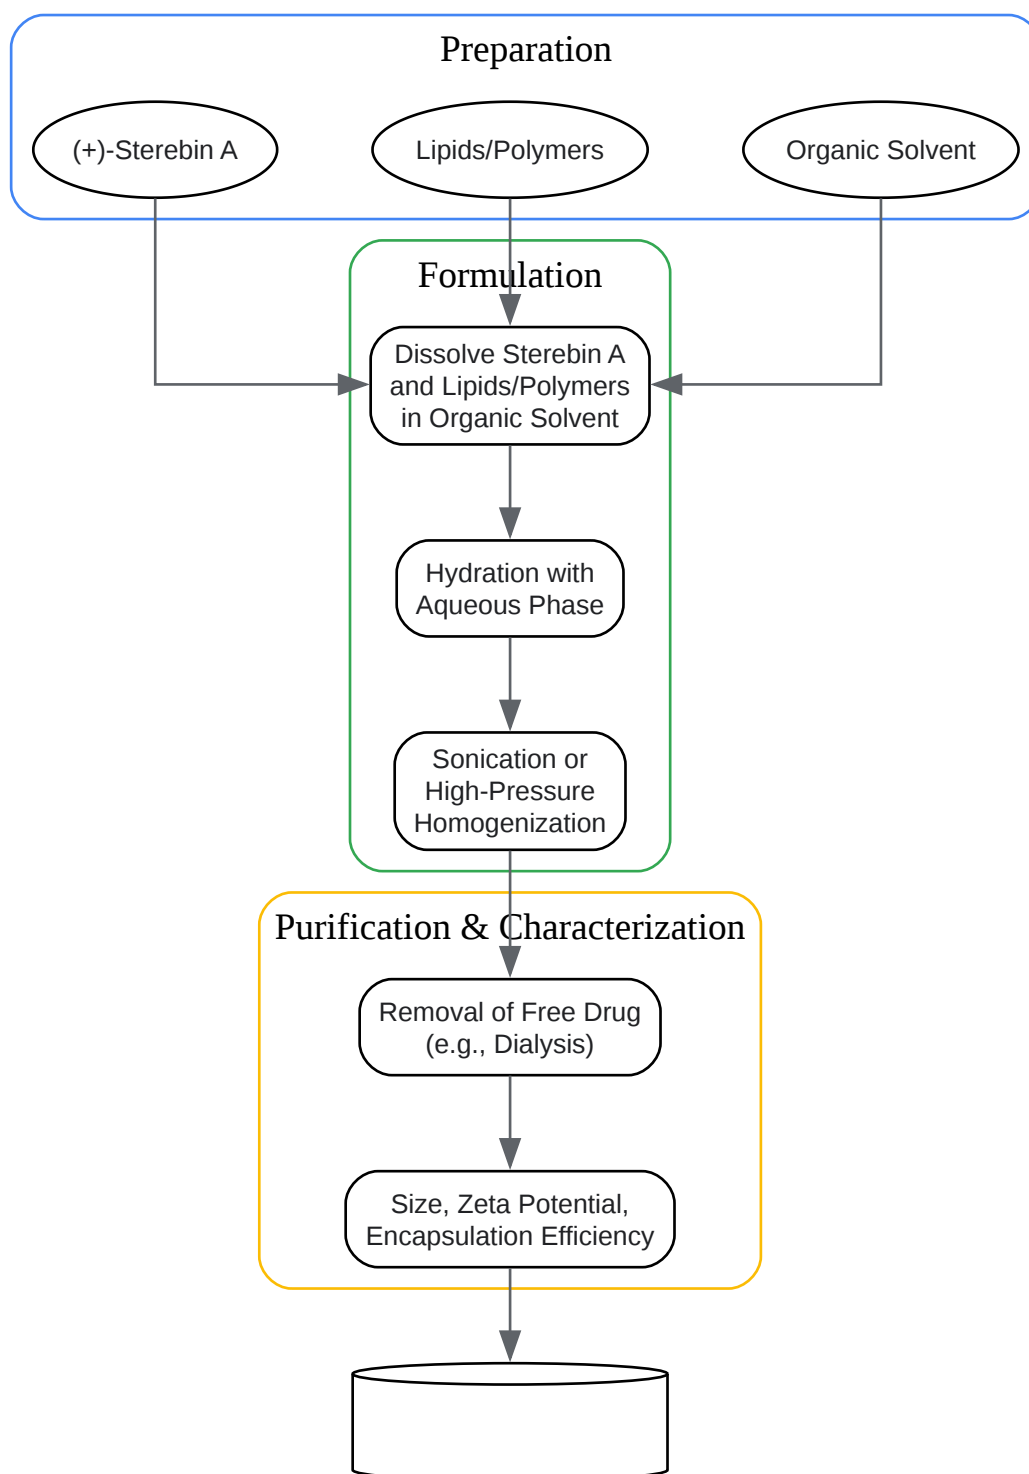 Preparation
(+)-Sterebin A
Lipids/Polymers
Organic Solvent
Formulation
Dissolve Sterebin A
and Lipids/Polymers
in Organic Solvent
Hydration with
Aqueous Phase
Sonication or
High-Pressure
Homogenization
Purification & Characterization
Removal of Free Drug
(e.g., Dialysis)
Size, Zeta Potential,
Encapsulation Efficiency